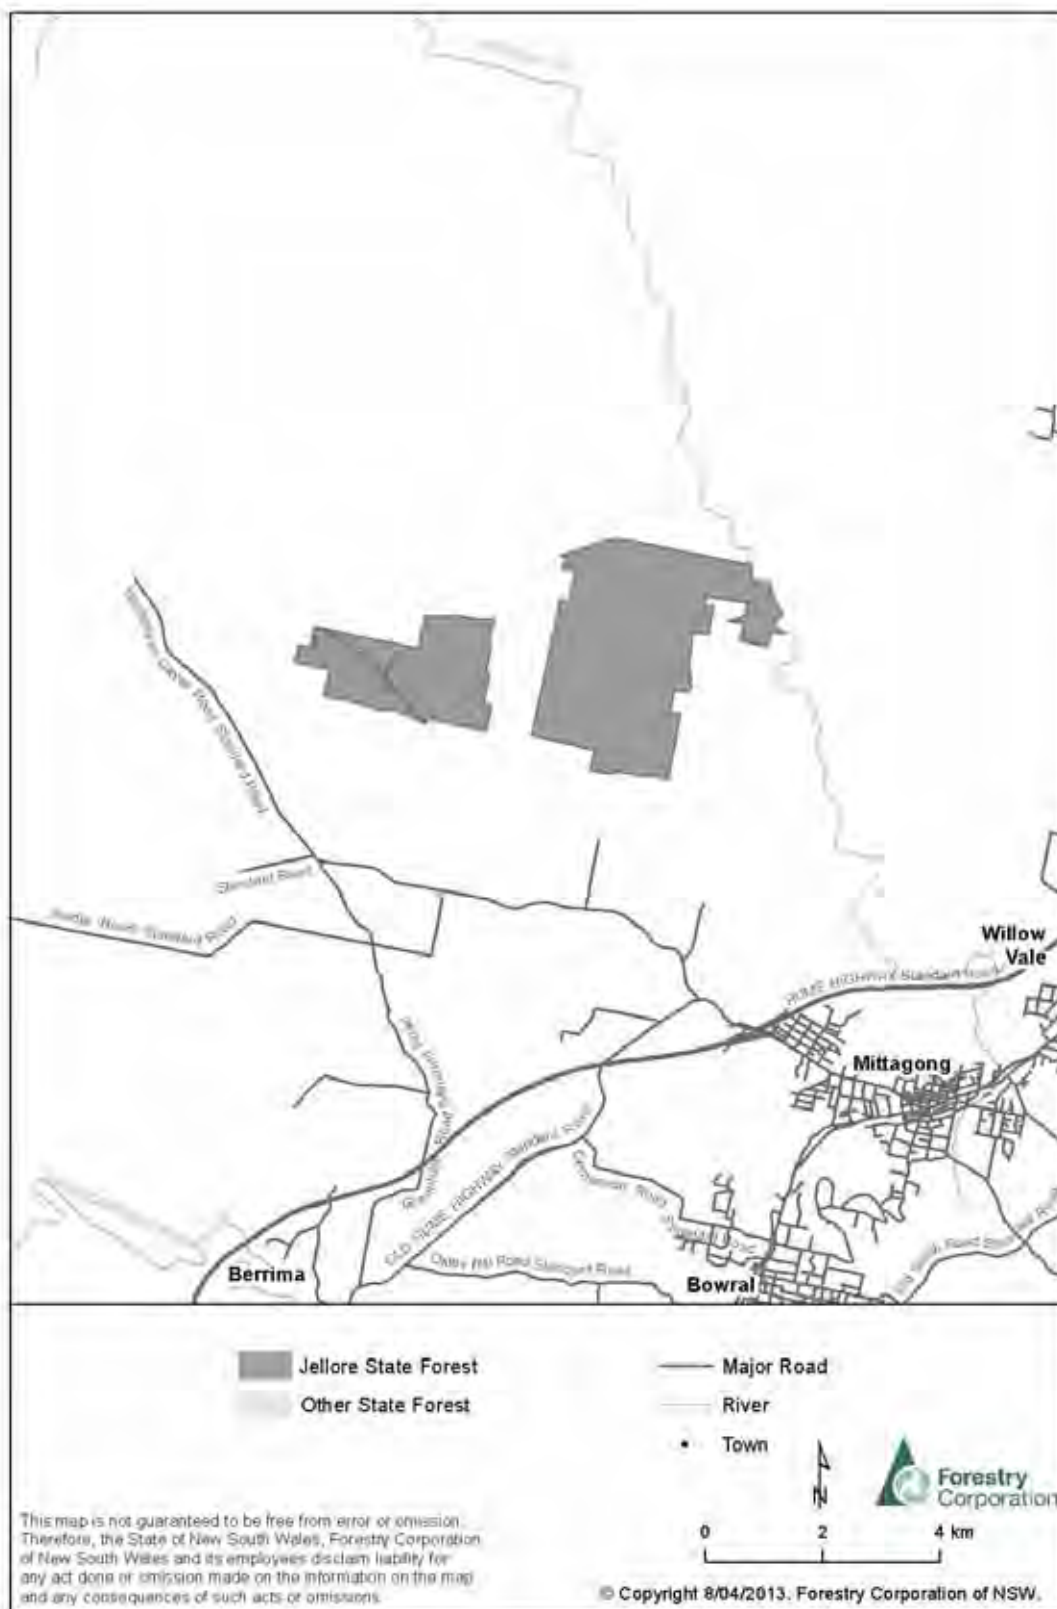 Standard Road
Willow
Vale
HUME HIGHWAY Standard Road
Mittagong
OLD HUME HIGHWAY Standard Road
Oxley Hill Road Standard Road
Berrima
Bowral
Jellore State Forest
Other State Forest
Major Road
River
Town
N
Forestry
Corporation
0 2 4 km
This map is not guaranteed to be free from error or omission.
Therefore, the State of New South Wales, Forestry Corporation
of New South Wales and its employees disclaim liability for
any act done or omission made on the information on the map
and any consequences of such acts or omissions.
© Copyright 8/04/2013. Forestry Corporation of NSW.